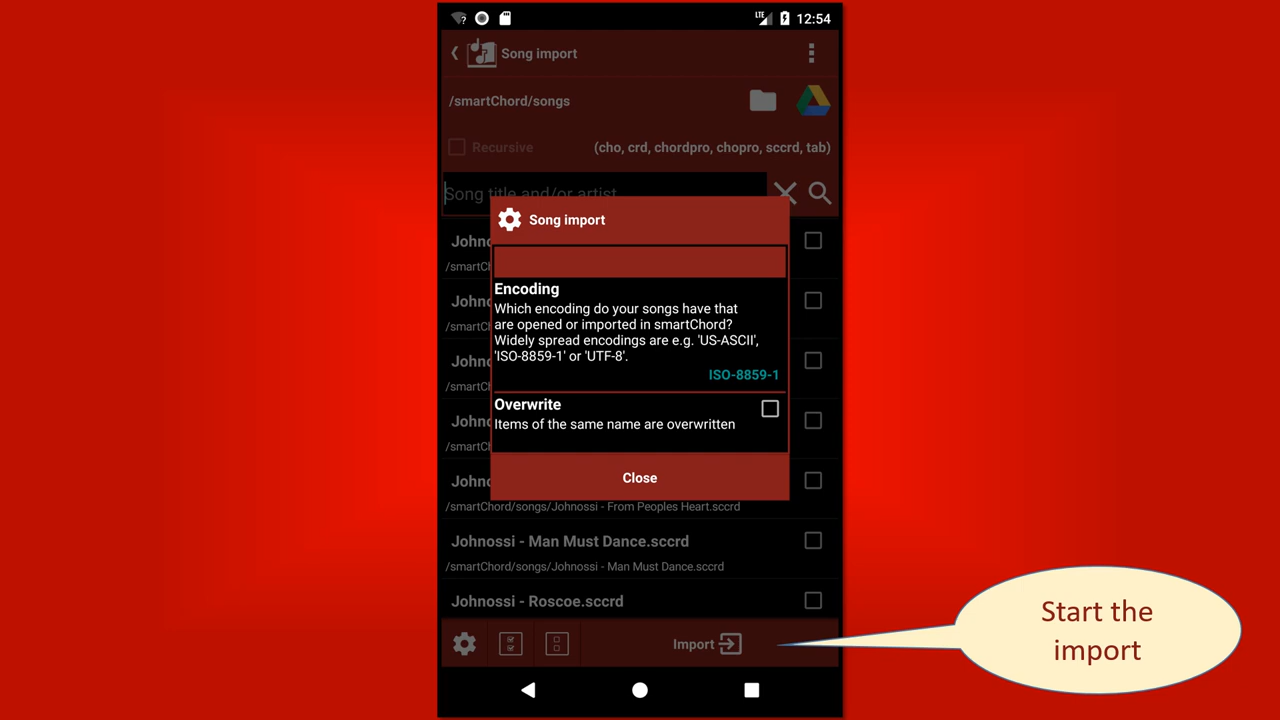 LTE 12:54
Song import
/smartChord/songs
Recursive (cho, crd, chordpro, chopro, sccrd, tab)
Song title and/or artist
Song import
Encoding
Which encoding do your songs have that
are opened or imported in smartChord?
Widely spread encodings are e.g. 'US-ASCII',
'ISO-8859-1' or 'UTF-8'.
ISO-8859-1
Overwrite
Items of the same name are overwritten
Close
/smartChord/songs/Johnossi - From Peoples Heart.sccrd
Johnossi - Man Must Dance.sccrd
/smartChord/songs/Johnossi - Man Must Dance.sccrd
Johnossi - Roscoe.sccrd
Import
Start the
import